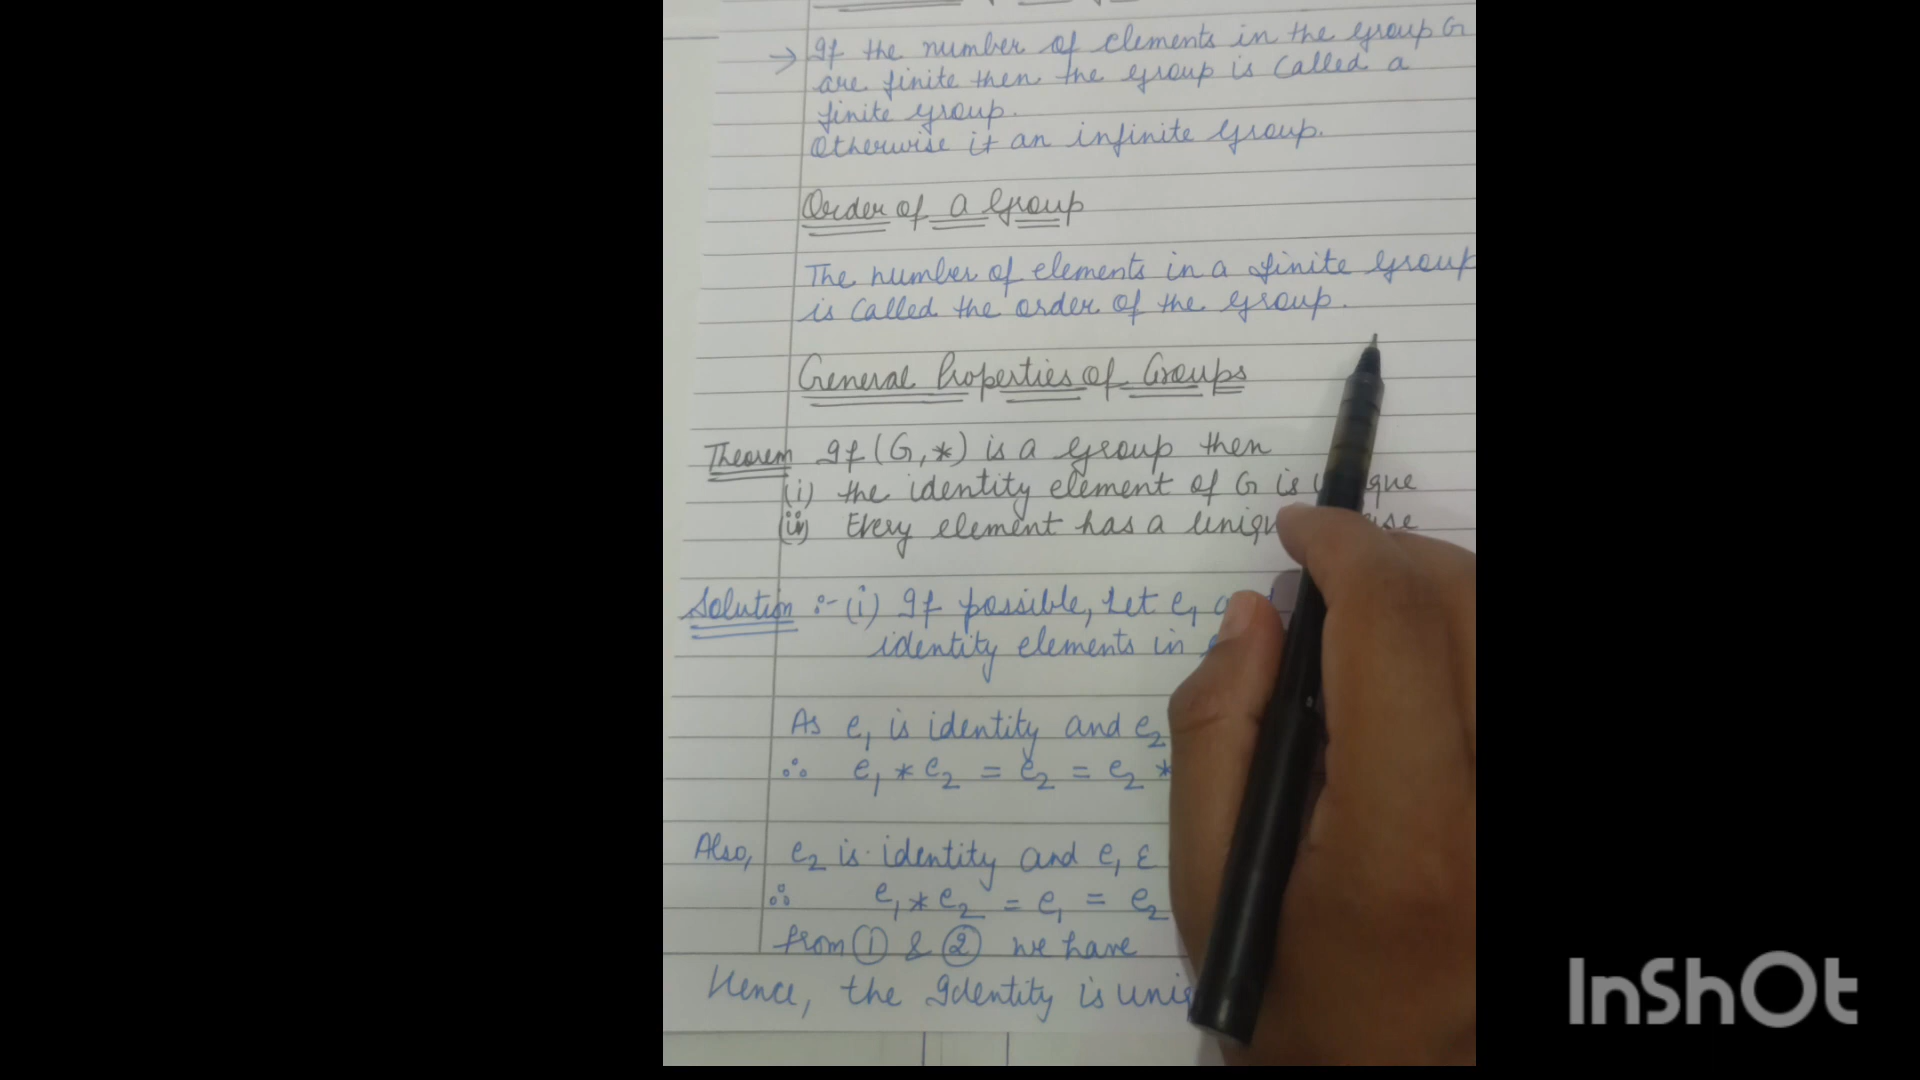 → If the number of elements in the group G
are finite then the group is called a
finite group.
Otherwise it an infinite group.
Order of a Group
The number of elements in a finite group
is called the order of the group.
General Properties of Groups
Theorem If (G, *) is a group then
(i) the identity element of G is
(ii) Every element has a
Solution :- (i) If possible, Let e₁
identity elements in
As e₁ is identity and e₂
∴ e₁ * e₂ = e₂ = e₂ *
Also, e₂ is identity and e₁ ε
∴ e₁ * e₂ = e₁ = e₂
from ① & ② we have
Hence, the Identity is
InShOt